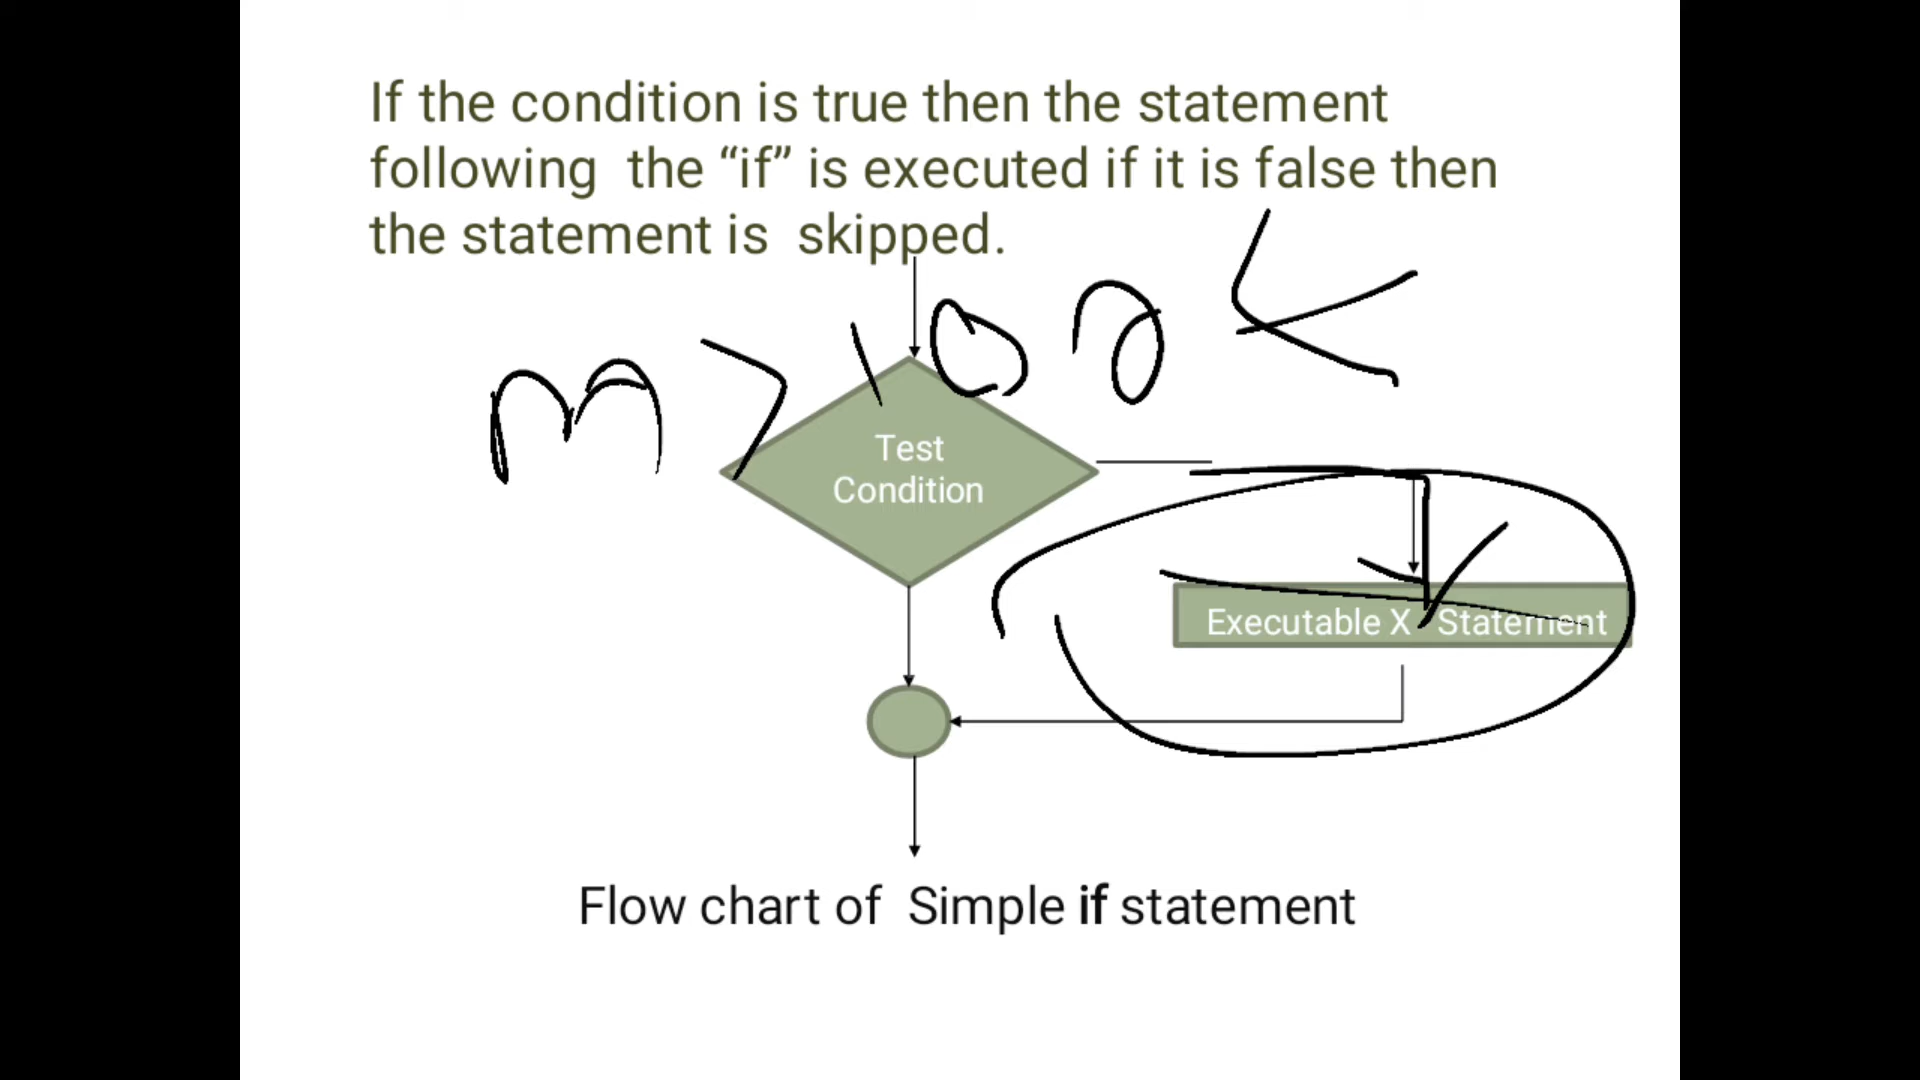 If the condition is true then the statement
following the “if” is executed if it is false then
the statement is skipped.
Test
Condition
Executable X Statement
Flow chart of Simple if statement